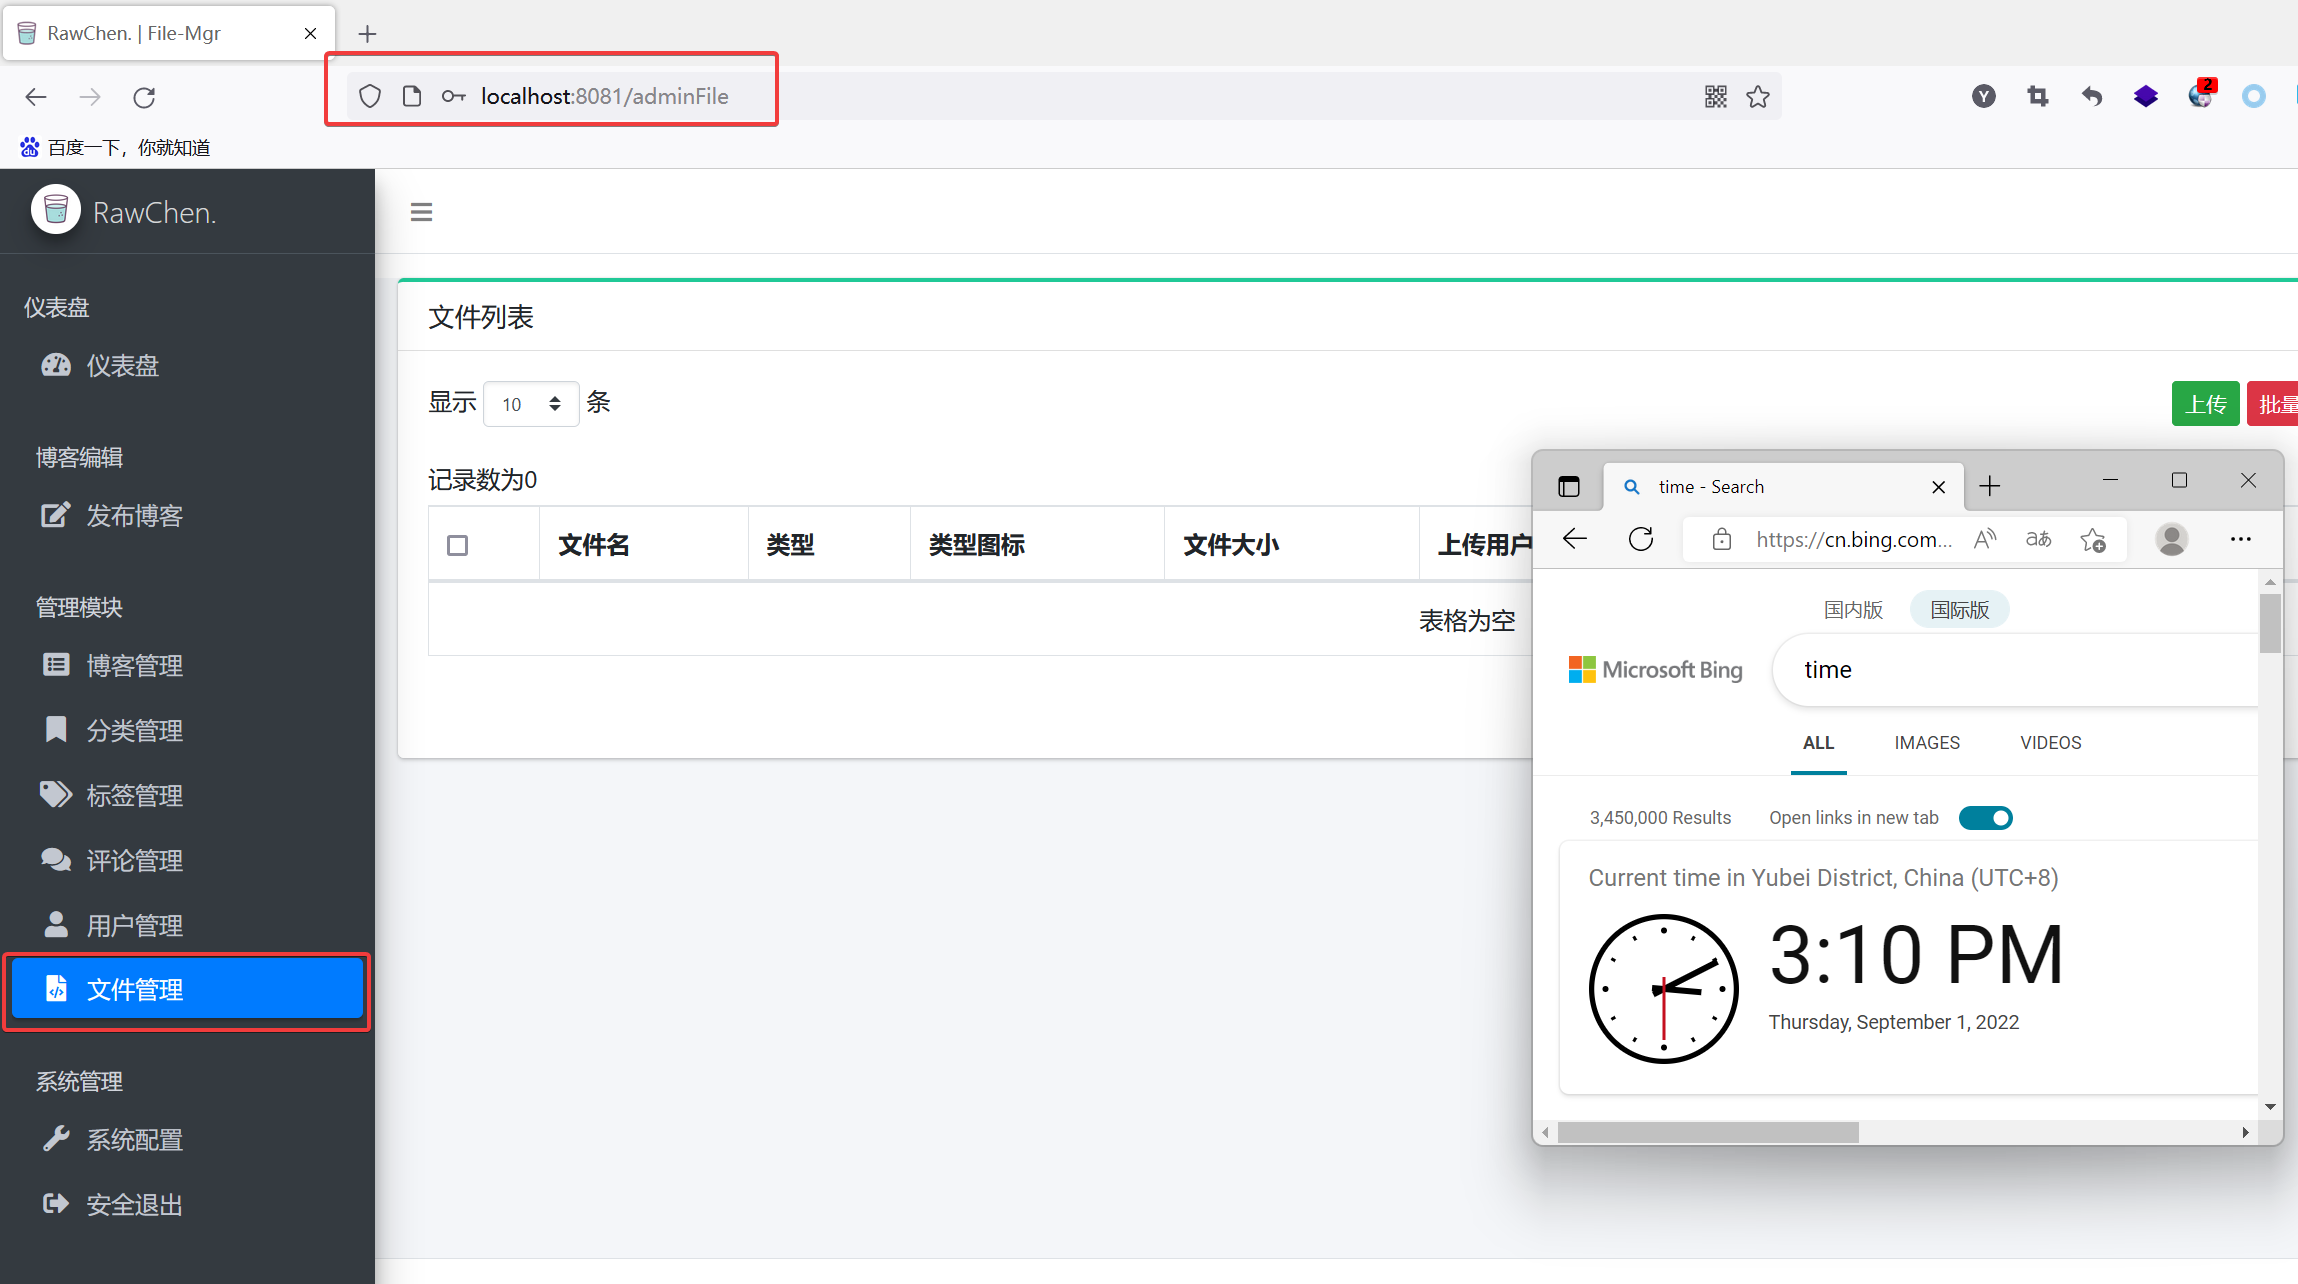 RawChen. | File-Mgr
localhost:8081/adminFile
Y
2
百度一下，你就知道
RawChen.
仪表盘
仪表盘
博客编辑
发布博客
管理模块
博客管理
分类管理
标签管理
评论管理
用户管理
文件管理
系统管理
系统配置
安全退出
文件列表
显示 10 条
上传
批量
记录数为0
文件名 类型 类型图标 文件大小 上传用户
表格为空
time - Search
https://cn.bing.com...
国内版 国际版
Microsoft Bing
time
ALL IMAGES VIDEOS
3,450,000 Results Open links in new tab
Current time in Yubei District, China (UTC+8)
3:10 PM
Thursday, September 1, 2022